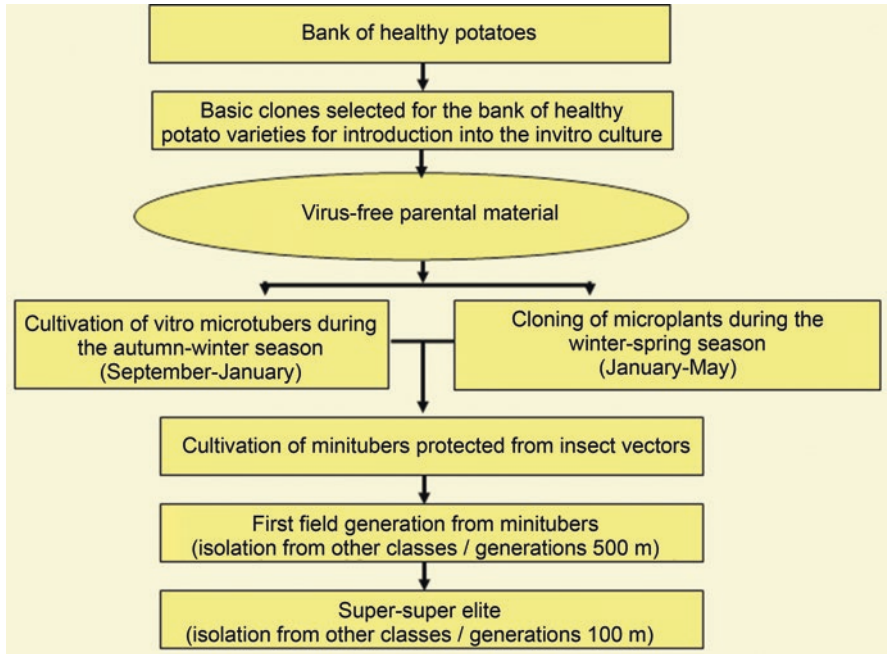 Bank of healthy potatoes
Basic clones selected for the bank of healthy
potato varieties for introduction into the invitro culture
Virus-free parental material
Cultivation of vitro microtubers during
the autumn-winter season
(September-January)
Cloning of microplants during the
winter-spring season
(January-May)
Cultivation of minitubers protected from insect vectors
First field generation from minitubers
(isolation from other classes / generations 500 m)
Super-super elite
(isolation from other classes / generations 100 m)